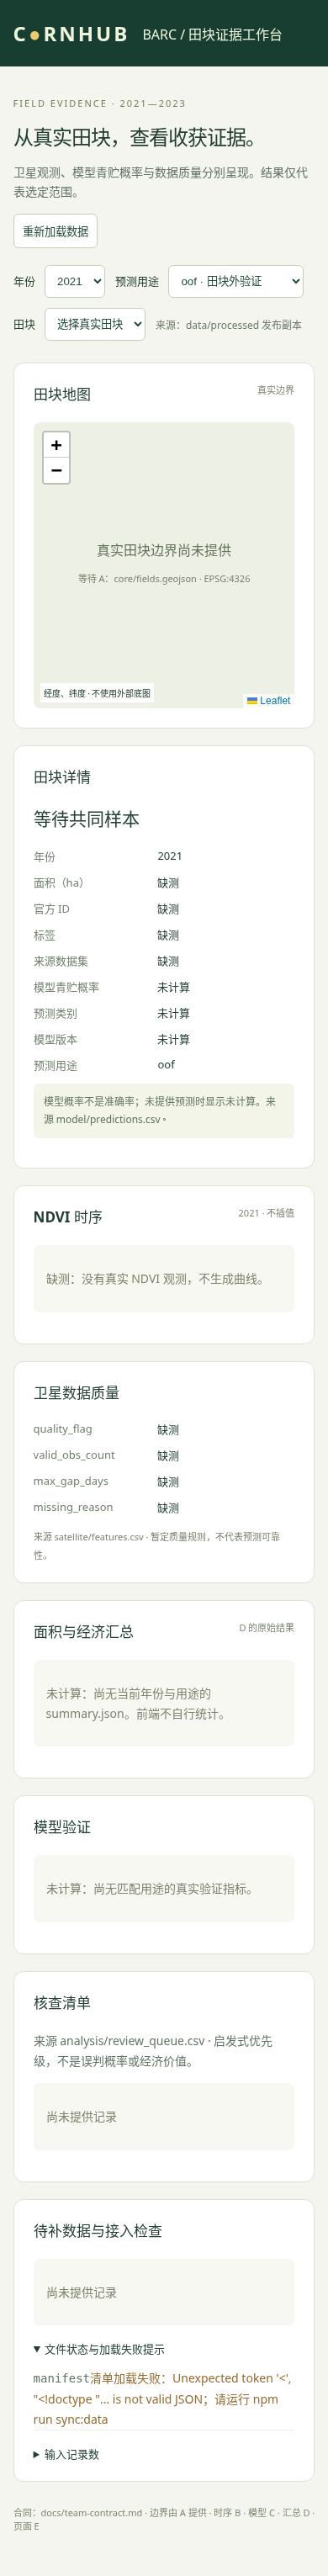 CORNHUB BARC / 田块证据工作台
FIELD EVIDENCE · 2021—2023
从真实田块，查看收获证据。
卫星观测、模型青贮概率与数据质量分别呈现。结果仅代
表选定范围。
重新加载数据
年份 2021 预测用途 oof · 田块外验证
田块 选择真实田块 来源：data/processed 发布副本
田块地图 真实边界
+
−
真实田块边界尚未提供
等待 A：core/fields.geojson · EPSG:4326
经度、纬度 · 不使用外部底图
Leaflet
田块详情
等待共同样本
年份 2021
面积（ha） 缺测
官方 ID 缺测
标签 缺测
来源数据集 缺测
模型青贮概率 未计算
预测类别 未计算
模型版本 未计算
预测用途 oof
模型概率不是准确率；未提供预测时显示未计算。来
源 model/predictions.csv。
NDVI 时序 2021 · 不插值
缺测：没有真实 NDVI 观测，不生成曲线。
卫星数据质量
quality_flag 缺测
valid_obs_count 缺测
max_gap_days 缺测
missing_reason 缺测
来源 satellite/features.csv · 暂定质量规则，不代表预测可靠
性。
面积与经济汇总 D 的原始结果
未计算：尚无当前年份与用途的
summary.json。前端不自行统计。
模型验证
未计算：尚无匹配用途的真实验证指标。
核查清单
来源 analysis/review_queue.csv · 启发式优先
级，不是误判概率或经济价值。
尚未提供记录
待补数据与接入检查
尚未提供记录
▼ 文件状态与加载失败提示
manifest清单加载失败：Unexpected token '<',
"<!doctype "... is not valid JSON；请运行 npm
run sync:data
▶ 输入记录数
合同：docs/team-contract.md · 边界由 A 提供 · 时序 B · 模型 C · 汇总 D ·
页面 E